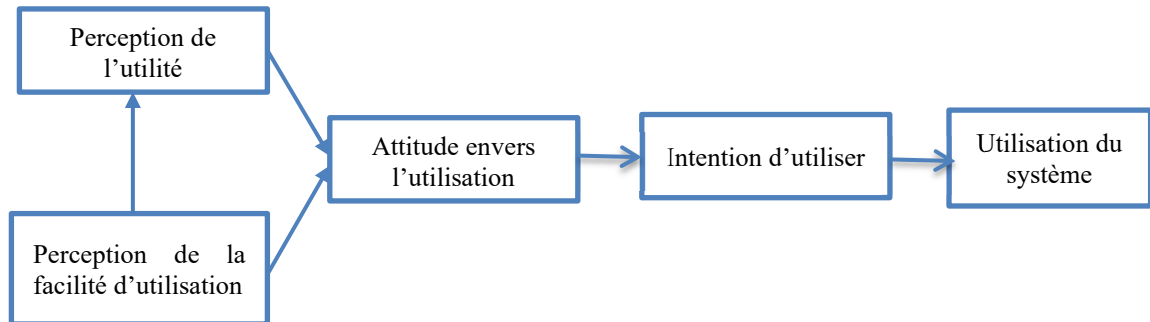 Perception de
l’utilité
Perception de la
facilité d’utilisation
Attitude envers
l’utilisation
Intention d’utiliser
Utilisation du
système